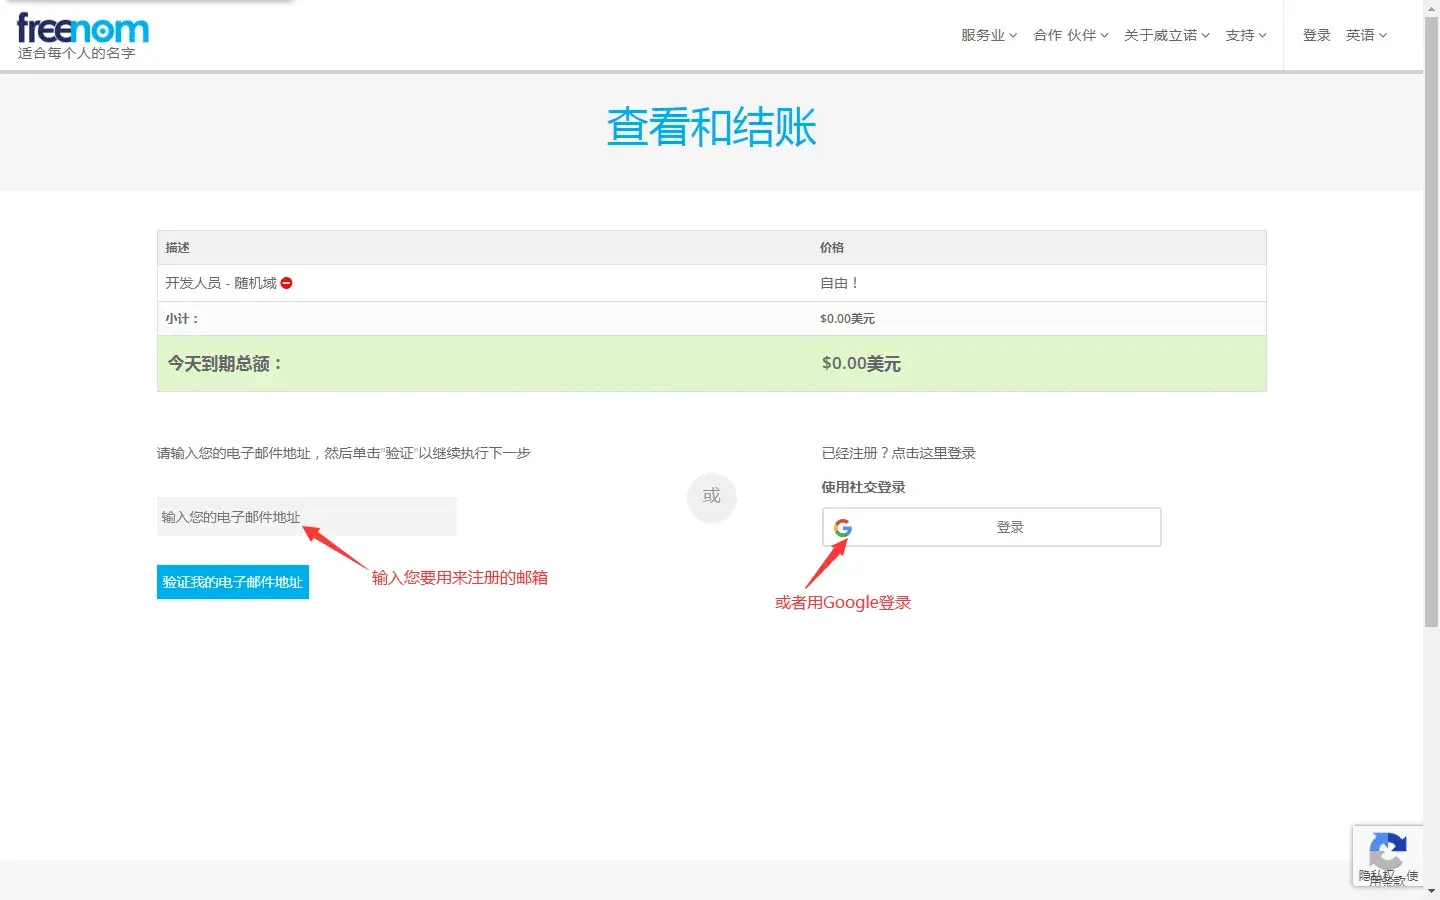 freenom
适合每个人的名字
服务业 合作 伙伴 关于威立诺 支持 登录 英语
查看和结账
描述 价格
开发人员 - 随机域 自由！
小计： $0.00美元
今天到期总额： $0.00美元
请输入您的电子邮件地址，然后单击“验证”以继续执行下一步
已经注册？点击这里登录
使用社交登录
或
输入您的电子邮件地址
登录
验证我的电子邮件地址
输入您要用来注册的邮箱
或者用Google登录
隐私权 - 使
用条款